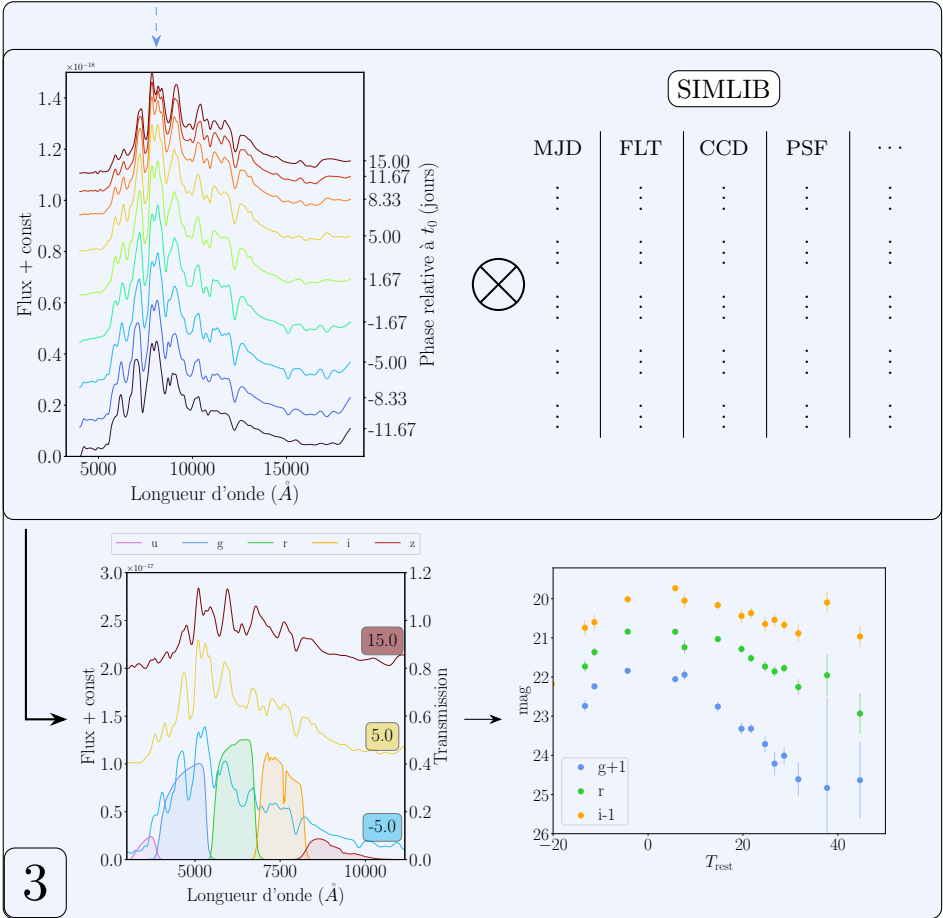 ×10⁻¹⁸
1.4
1.2
1.0
0.8
0.6
0.4
0.2
0.0
Flux + const
5000 10000 15000
Longueur d'onde (Å)
15.00
11.67
8.33
5.00
1.67
-1.67
-5.00
-8.33
-11.67
Phase relative à t₀ (jours)
SIMLIB
MJD FLT CCD PSF ···
u g r i z
×10⁻¹⁷
3.0
2.5
2.0
1.5
1.0
0.5
0.0
Flux + const
5000 7500 10000
Longueur d'onde (Å)
1.2
1.0
0.8
0.6
0.4
0.2
0.0
Transmission
15.0
5.0
-5.0
20
21
22
23
24
25
26
mag
−20 0 20 40
T_rest
g+1
r
i-1
3